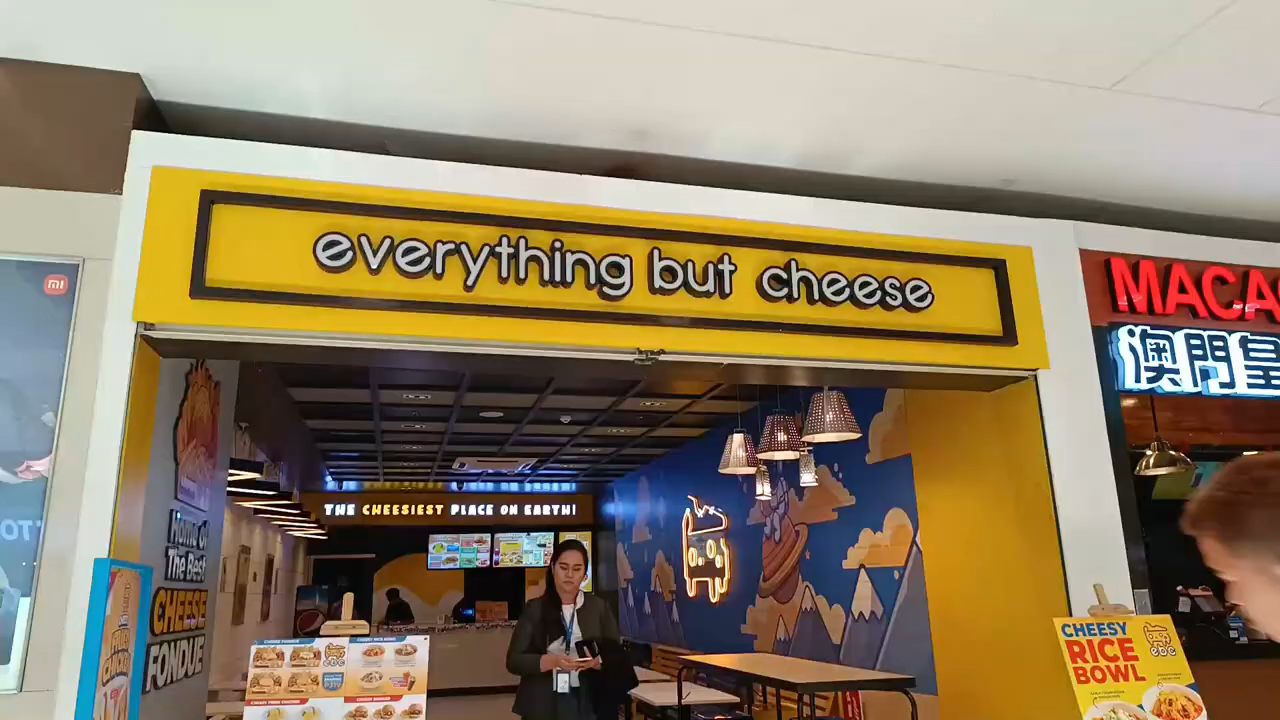 everything but cheese
MACA
澳門皇
THE CHEESIEST PLACE ON EARTH!
Home of
The Best
CHEESE
FONDUE
CHEESY
RICE
BOWL
ebc
ebc